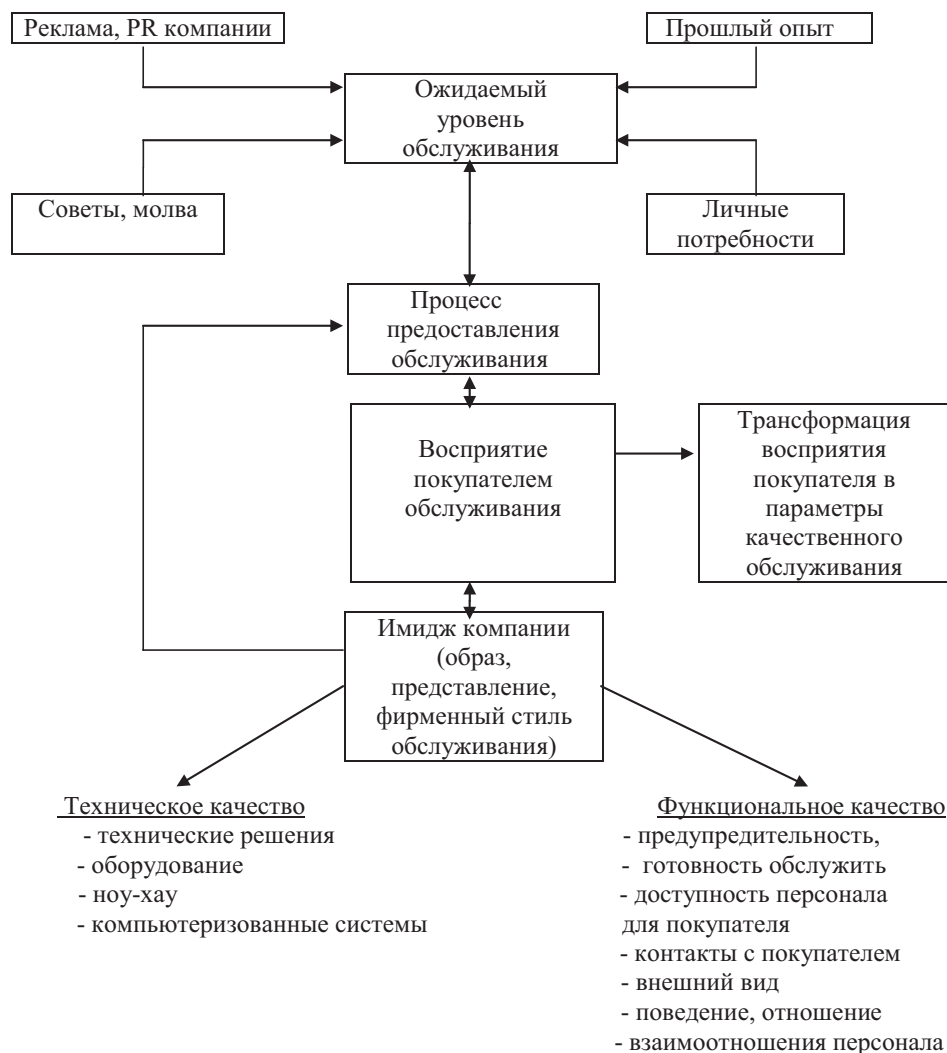 Реклама, PR компании
Прошлый опыт
Ожидаемый
уровень
обслуживания
Советы, молва
Личные
потребности
Процесс
предоставления
обслуживания
Восприятие
покупателем
обслуживания
Трансформация
восприятия
покупателя в
параметры
качественного
обслуживания
Имидж компании
(образ,
представление,
фирменный стиль
обслуживания)
Техническое качество
- технические решения
- оборудование
- ноу-хау
- компьютеризованные системы
Функциональное качество
- предупредительность,
- готовность обслужить
- доступность персонала
для покупателя
- контакты с покупателем
- внешний вид
- поведение, отношение
- взаимоотношения персонала